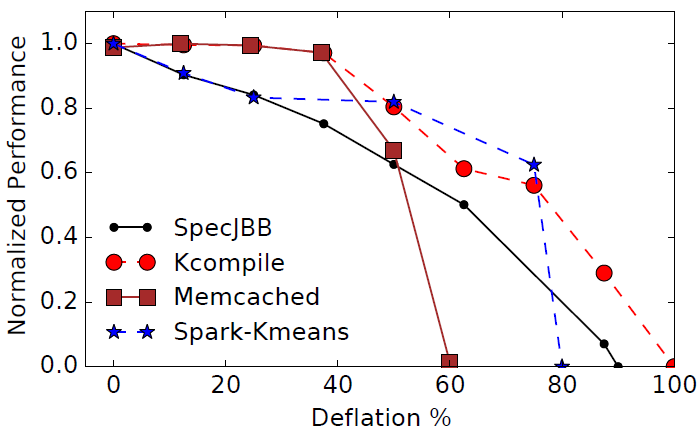 Normalized Performance
1.0
0.8
0.6
0.4
0.2
0.0
SpecJBB
Kcompile
Memcached
Spark-Kmeans
0 20 40 60 80 100
Deflation %